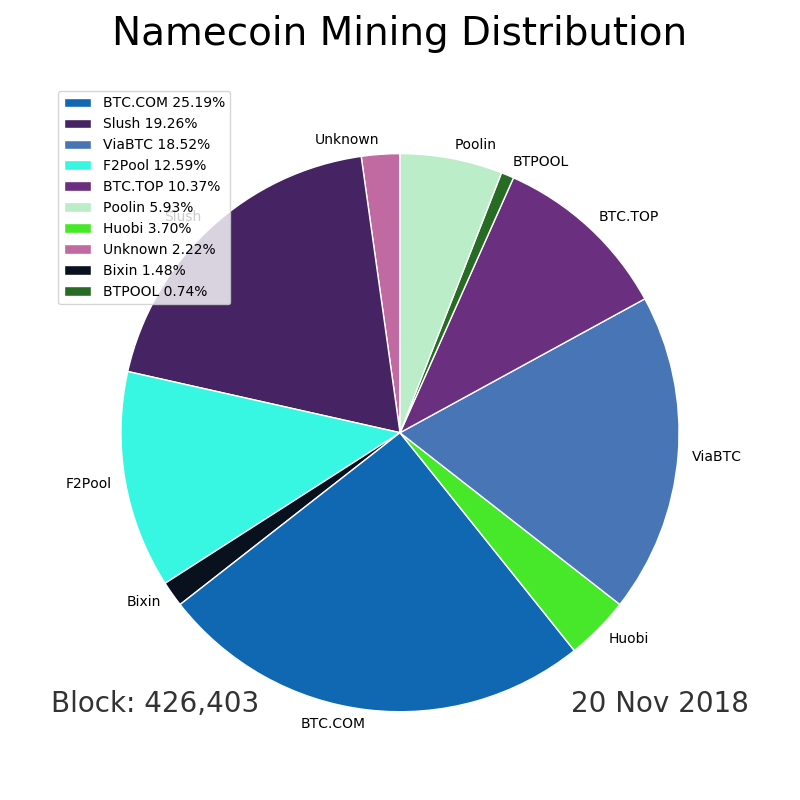 Namecoin Mining Distribution
BTC.COM 25.19%
Slush 19.26%
ViaBTC 18.52%
F2Pool 12.59%
BTC.TOP 10.37%
Poolin 5.93%
Huobi 3.70%
Unknown 2.22%
Bixin 1.48%
BTPOOL 0.74%
Unknown
Poolin
BTPOOL
Slush
BTC.TOP
ViaBTC
F2Pool
Bixin
Huobi
BTC.COM
Block: 426,403
20 Nov 2018